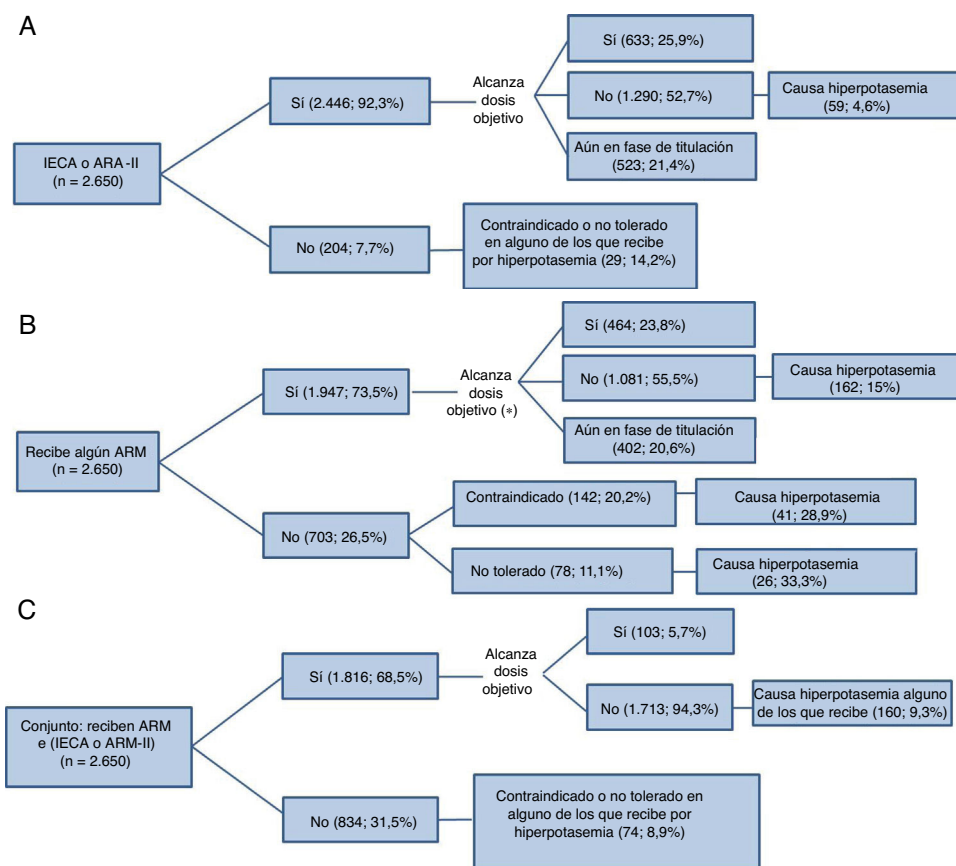 A
IECA o ARA-II
(n = 2.650)
Sí (2.446; 92,3%)
Alcanza
dosis
objetivo
Sí (633; 25,9%)
No (1.290; 52,7%)
Causa hiperpotasemia
(59; 4,6%)
Aún en fase de titulación
(523; 21,4%)
No (204; 7,7%)
Contraindicado o no tolerado
en alguno de los que recibe
por hiperpotasemia (29; 14,2%)
B
Recibe algún ARM
(n = 2.650)
Sí (1.947; 73,5%)
Alcanza
dosis
objetivo (*)
Sí (464; 23,8%)
No (1.081; 55,5%)
Causa hiperpotasemia
(162; 15%)
Aún en fase de titulación
(402; 20,6%)
No (703; 26,5%)
Contraindicado (142; 20,2%)
Causa hiperpotasemia
(41; 28,9%)
No tolerado (78; 11,1%)
Causa hiperpotasemia
(26; 33,3%)
C
Conjunto: reciben ARM
e (IECA o ARM-II)
(n = 2.650)
Sí (1.816; 68,5%)
Alcanza
dosis
objetivo
Sí (103; 5,7%)
No (1.713; 94,3%)
Causa hiperpotasemia alguno
de los que recibe (160; 9,3%)
No (834; 31,5%)
Contraindicado o no tolerado en
alguno de los que recibe por
hiperpotasemia (74; 8,9%)